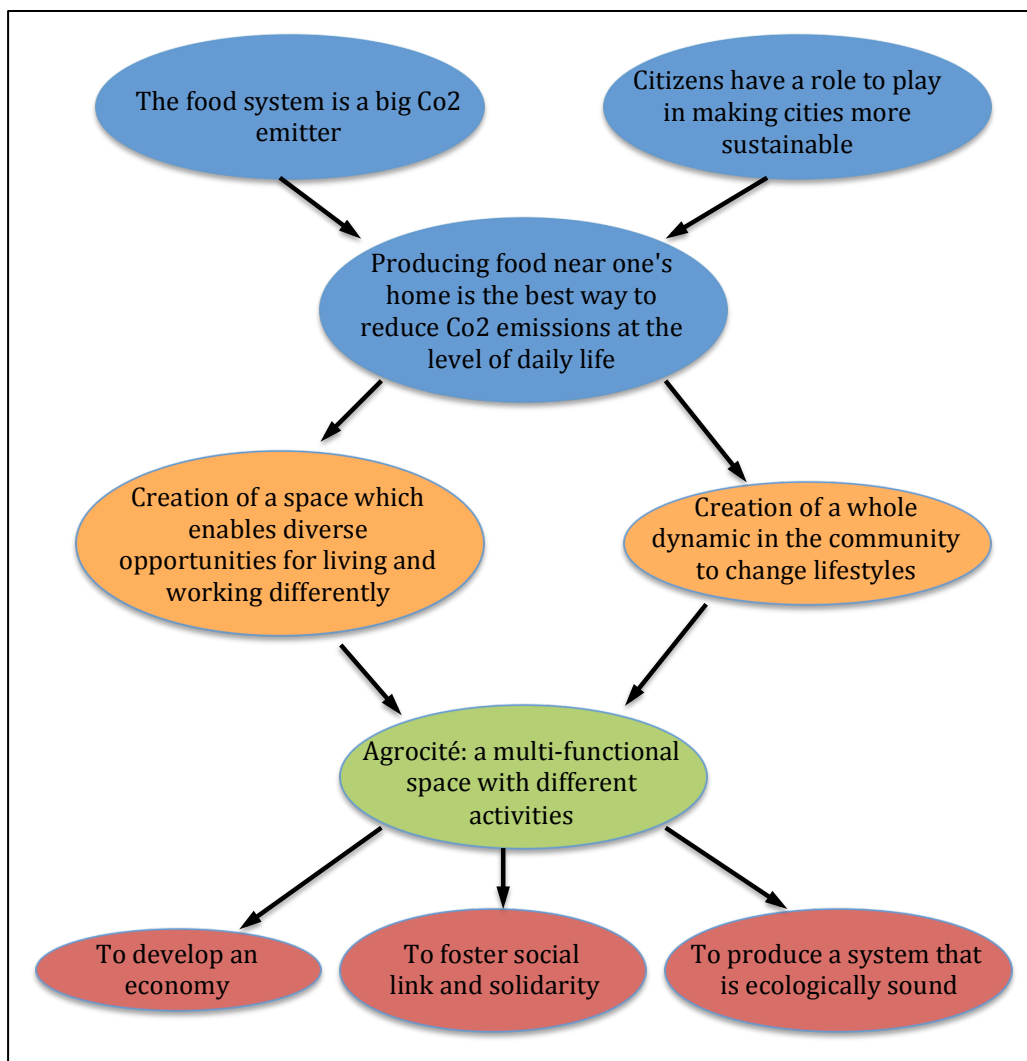 The food system is a big Co2
emitter
Citizens have a role to play
in making cities more
sustainable
Producing food near one's
home is the best way to
reduce Co2 emissions at the
level of daily life
Creation of a space which
enables diverse
opportunities for living and
working differently
Creation of a whole
dynamic in the community
to change lifestyles
Agrocité: a multi-functional
space with different
activities
To develop an
economy
To foster social
link and solidarity
To produce a system that
is ecologically sound